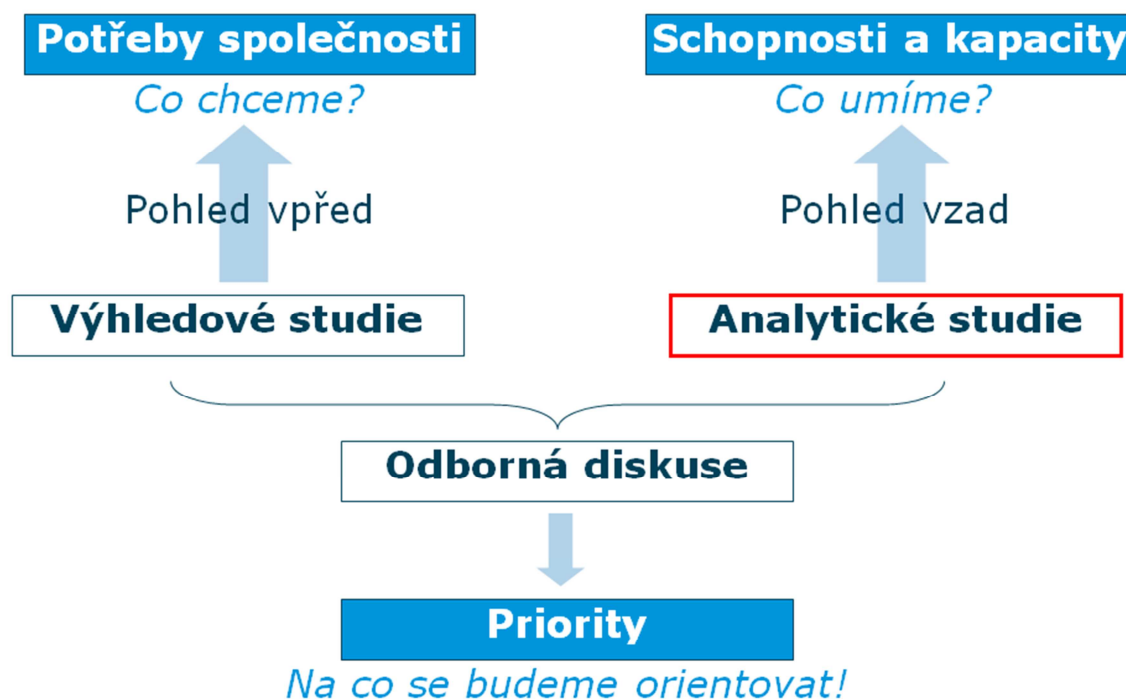 Potřeby společnosti
Co chceme?
Pohled vpřed
Výhledové studie
Schopnosti a kapacity
Co umíme?
Pohled vzad
Analytické studie
Odborná diskuse
Priority
Na co se budeme orientovat!